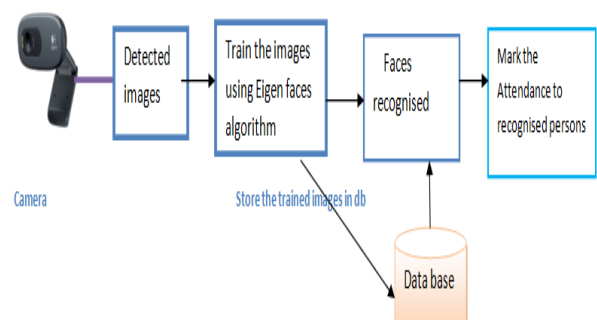 Detected
images
Train the images
using Eigen faces
algorithm
Faces
recognised
Mark the
Attendance to
recognised persons
Camera
Store the trained images in db
Data base